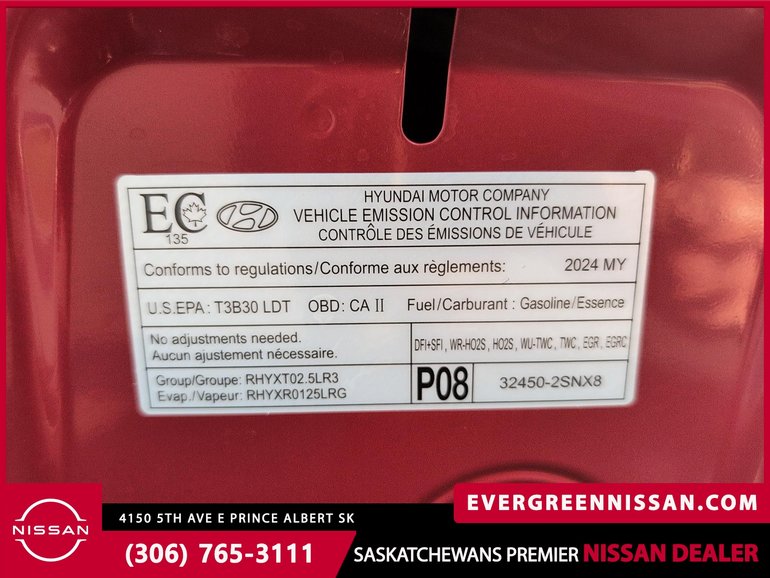 EC
135
HYUNDAI MOTOR COMPANY
VEHICLE EMISSION CONTROL INFORMATION
CONTRÔLE DES ÉMISSIONS DE VÉHICULE
Conforms to regulations/Conforme aux règlements: 2024 MY
U.S.EPA: T3B30 LDT OBD: CA II Fuel/Carburant : Gasoline/Essence
No adjustments needed.
Aucun ajustement nécessaire.
DFI+SFI, WR-HO2S, HO2S, WU-TWC, TWC, EGR, EGRC
Group/Groupe: RHYXT02.5LR3
Evap./Vapeur: RHYXR0125LRG
P08
32450-2SNX8
NISSAN
4150 5TH AVE E PRINCE ALBERT SK
(306) 765-3111
EVERGREENNISSAN.COM
SASKATCHEWANS PREMIER NISSAN DEALER